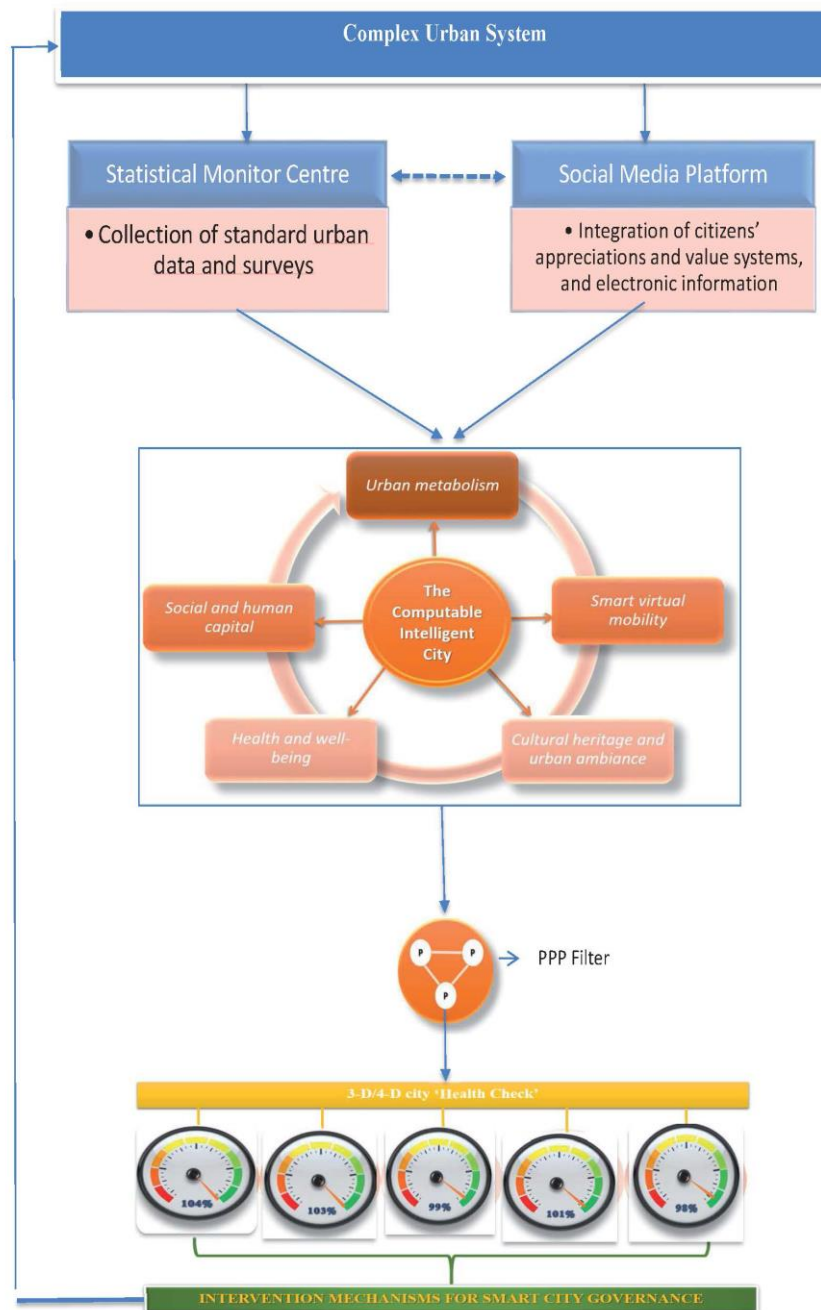 Complex Urban System
Statistical Monitor Centre
Social Media Platform
• Collection of standard urban
data and surveys
• Integration of citizens'
appreciations and value systems,
and electronic information
Urban metabolism
Social and human
capital
The
Computable
Intelligent
City
Smart virtual
mobility
Health and well-
being
Cultural heritage and
urban ambiance
P
P
P
PPP Filter
3-D/4-D city 'Health Check'
104%
103%
99%
101%
98%
INTERVENTION MECHANISMS FOR SMART CITY GOVERNANCE